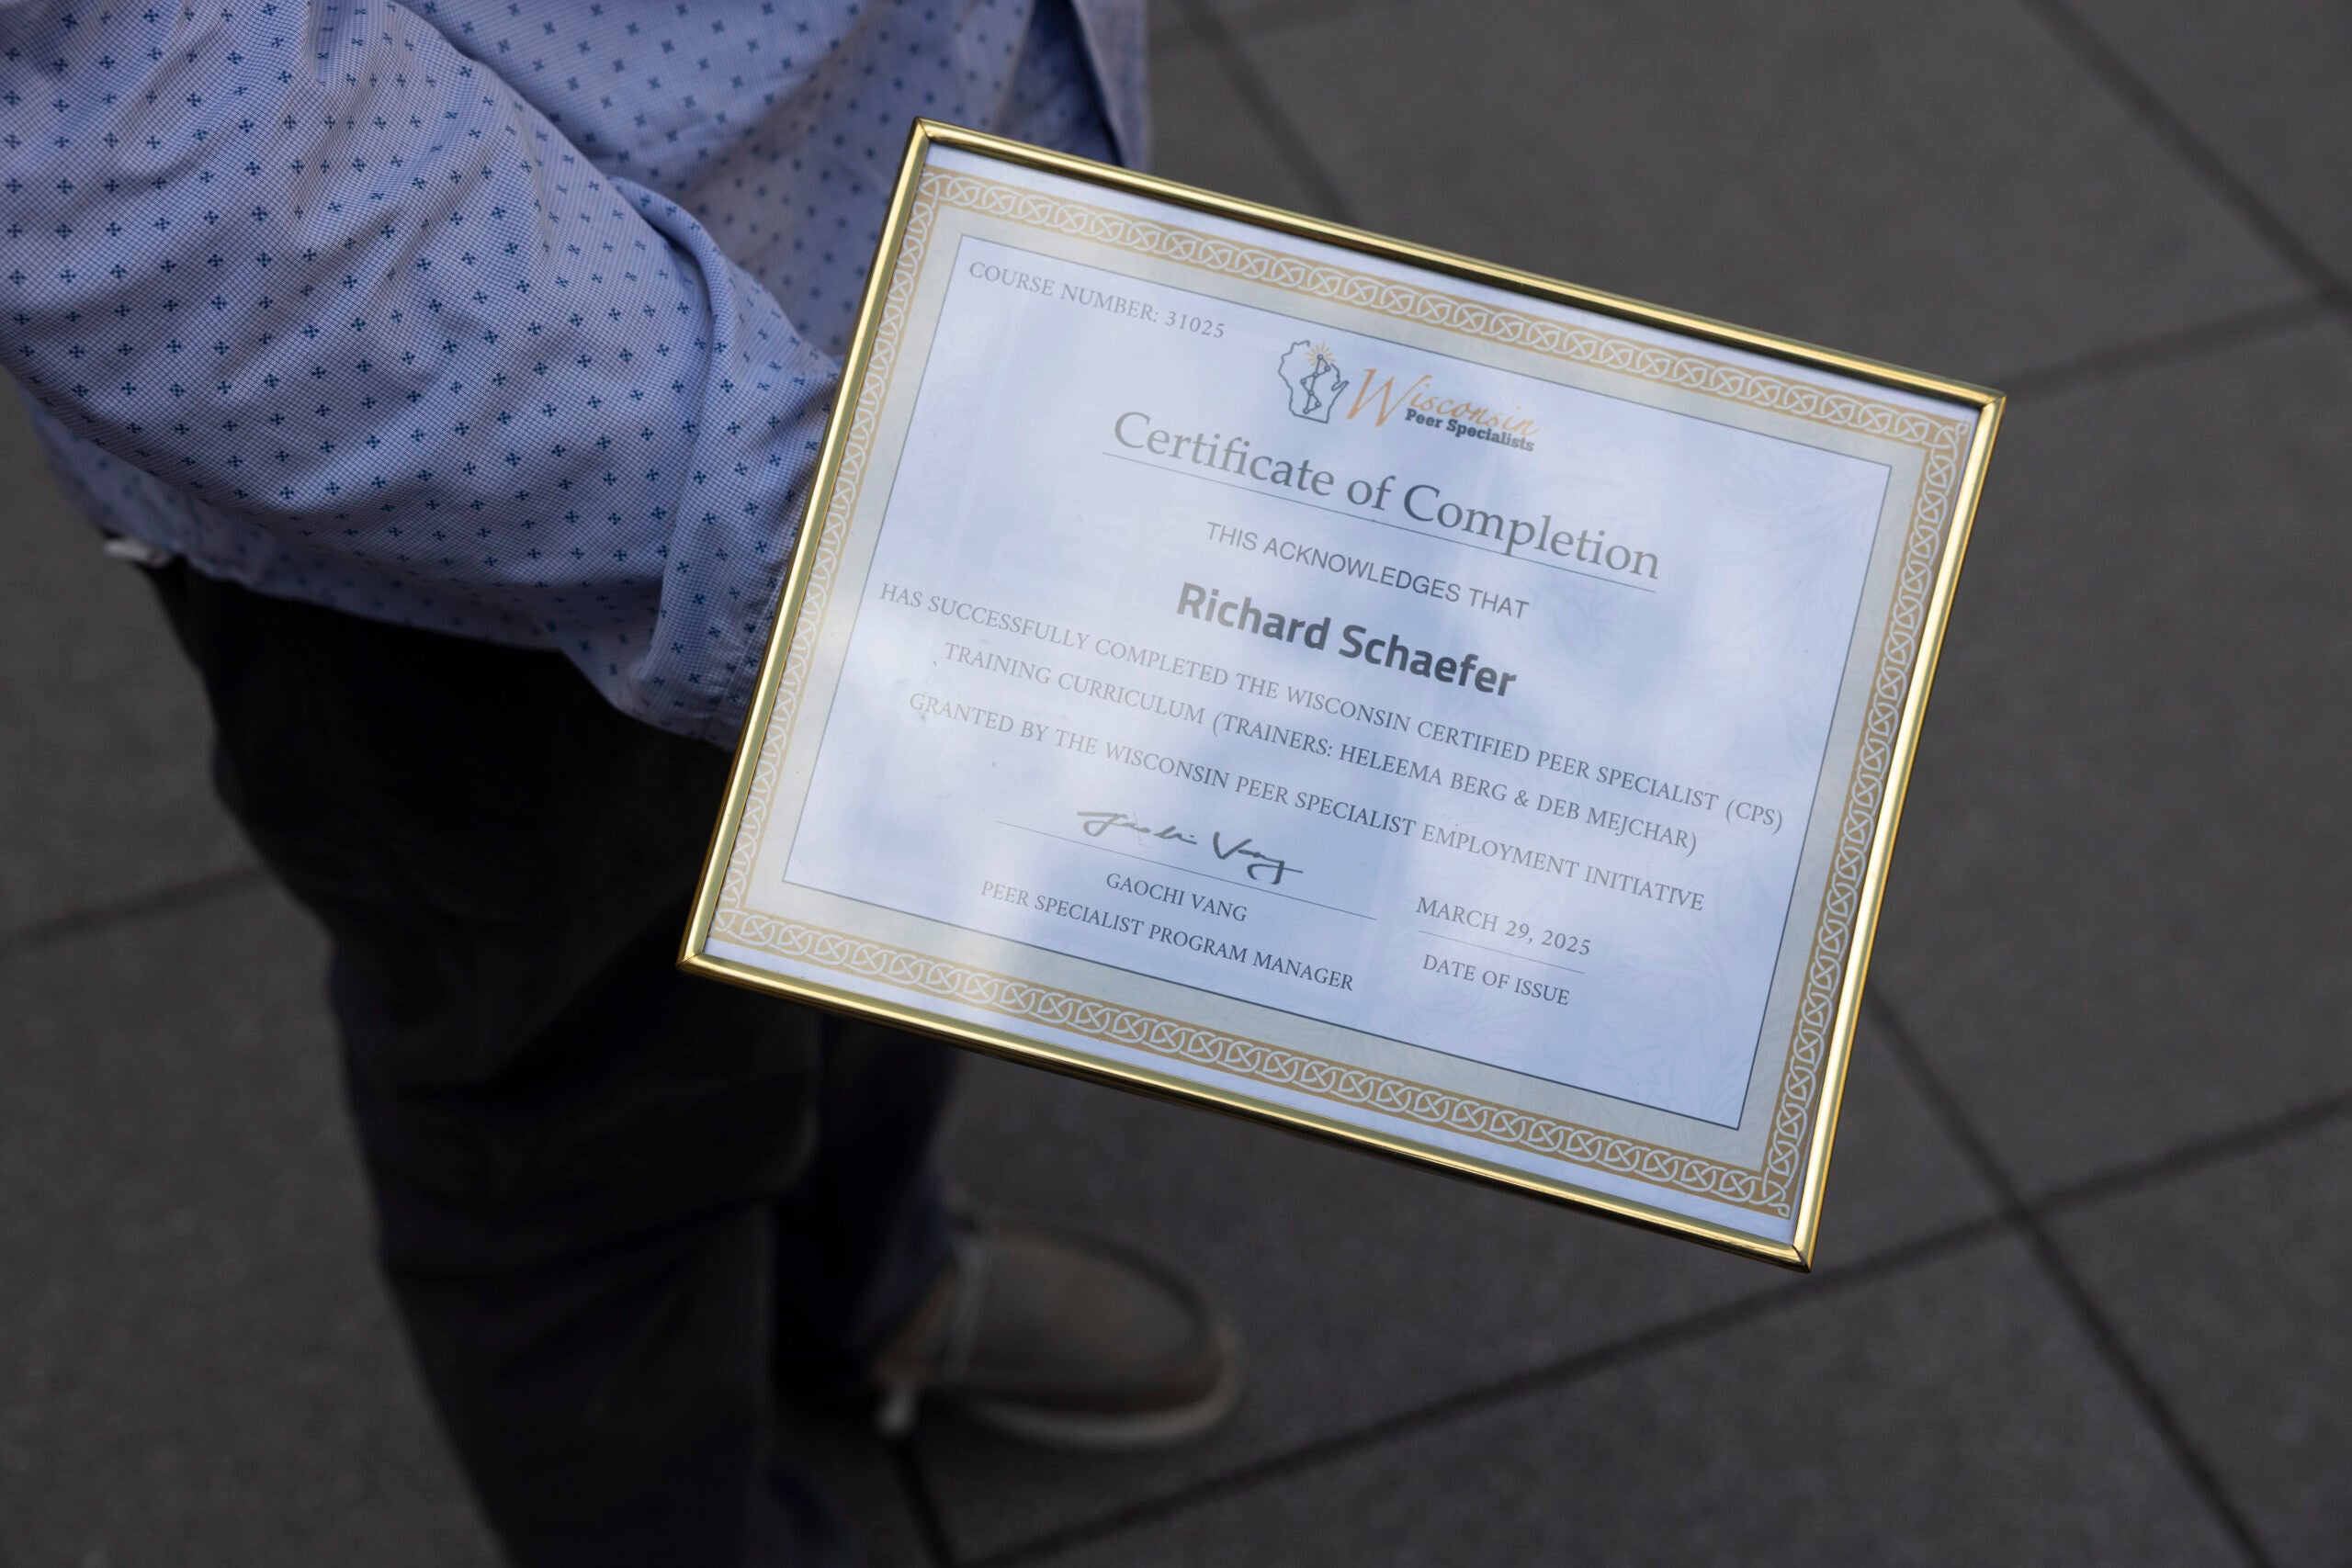 COURSE NUMBER: 31025
Wisconsin
Peer Specialists
Certificate of Completion
THIS ACKNOWLEDGES THAT
Richard Schaefer
HAS SUCCESSFULLY COMPLETED THE WISCONSIN CERTIFIED PEER SPECIALIST (CPS)
TRAINING CURRICULUM (TRAINERS: HELEEMA BERG & DEB MEJCHAR)
GRANTED BY THE WISCONSIN PEER SPECIALIST EMPLOYMENT INITIATIVE
Gaochi Vang
GAOCHI VANG
PEER SPECIALIST PROGRAM MANAGER
MARCH 29, 2025
DATE OF ISSUE